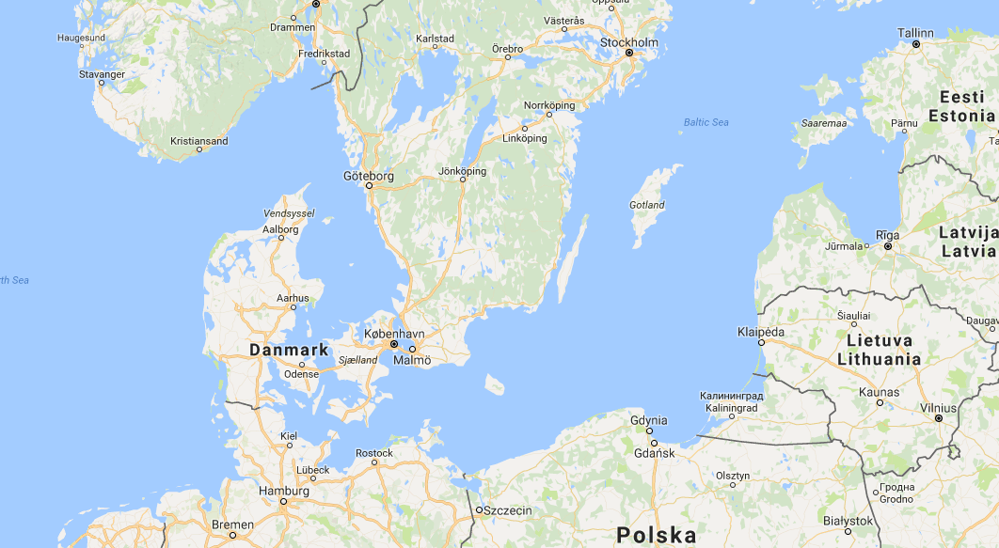 Uppsala
Drammen
Västerås
Haugesund
Karlstad
Örebro
Stockholm
Tallinn
Fredrikstad
Stavanger
Eesti
Estonia
Norrköping
Baltic Sea
Saaremaa
Pärnu
Linköping
Kristiansand
Jönköping
Göteborg
Gotland
Vendsyssel
Aalborg
Rīga
Latvija
Latvia
Jūrmala
th Sea
Aarhus
Šiauliai
Daugav
København
Klaipėda
Lietuva
Lithuania
Danmark
Sjælland
Malmö
Odense
Калининград
Kaliningrad
Kaunas
Vilnius
Gdynia
Kiel
Gdańsk
Rostock
Lübeck
Olsztyn
Hamburg
Гродна
Grodno
Szczecin
Bremen
Białystok
Polska